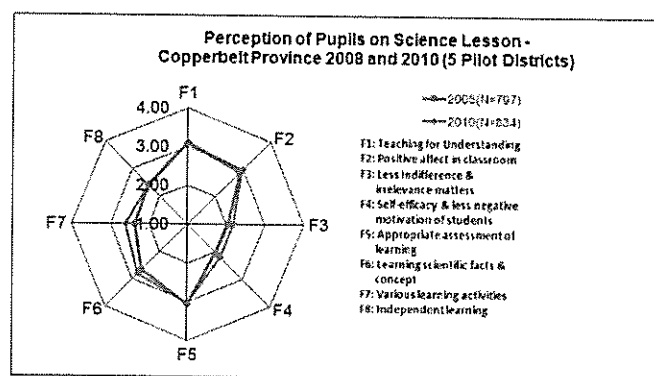 Perception of Pupils on Science Lesson -
Copperbelt Province 2008 and 2010 (5 Pilot Districts)
F1
4.00
3.00
2.00
1.00
F2
F3
F4
F5
F6
F7
F8
2008(N=797)
2010(N=834)
F1: Teaching for Understanding
F2: Positive affect in classroom
F3: Less Indifference &
irrelevance matters
F4: Self-efficacy & less negative
motivation of students
F5: Appropriate assessment of
learning
F6: Learning scientific facts &
concept
F7: Various learning activities
F8: Independent learning